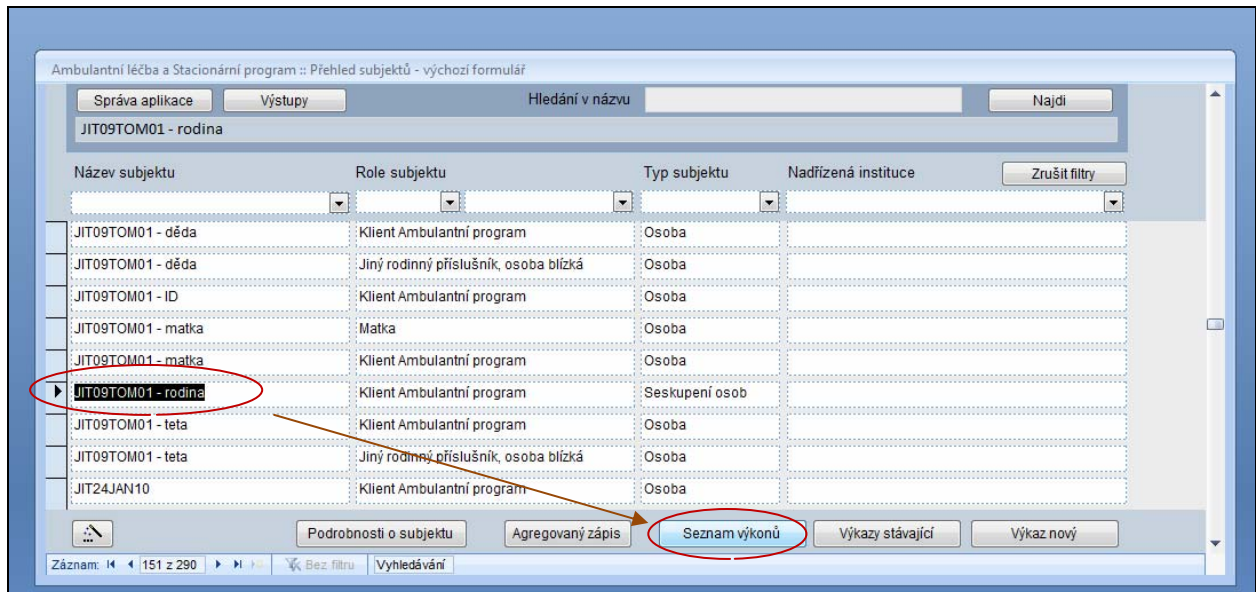 Ambulantní léčba a Stacionární program :: Přehled subjektů - výchozí formulář
Správa aplikace Výstupy Hledání v názvu Najdi
JIT09TOM01 - rodina
Název subjektu Role subjektu Typ subjektu Nadřízená instituce Zrušit filtry
JIT09TOM01 - děda Klient Ambulantní program Osoba
JIT09TOM01 - děda Jiný rodinný příslušník, osoba blízká Osoba
JIT09TOM01 - ID Klient Ambulantní program Osoba
JIT09TOM01 - matka Matka Osoba
JIT09TOM01 - matka Klient Ambulantní program Osoba
JIT09TOM01 - rodina Klient Ambulantní program Seskupení osob
JIT09TOM01 - teta Klient Ambulantní program Osoba
JIT09TOM01 - teta Jiný rodinný příslušník, osoba blízká Osoba
JIT24JAN10 Klient Ambulantní program Osoba
Podrobnosti o subjektu Agregovaný zápis Seznam výkonů Výkazy stávající Výkaz nový
Záznam: 151 z 290 Bez filtru Vyhledávání